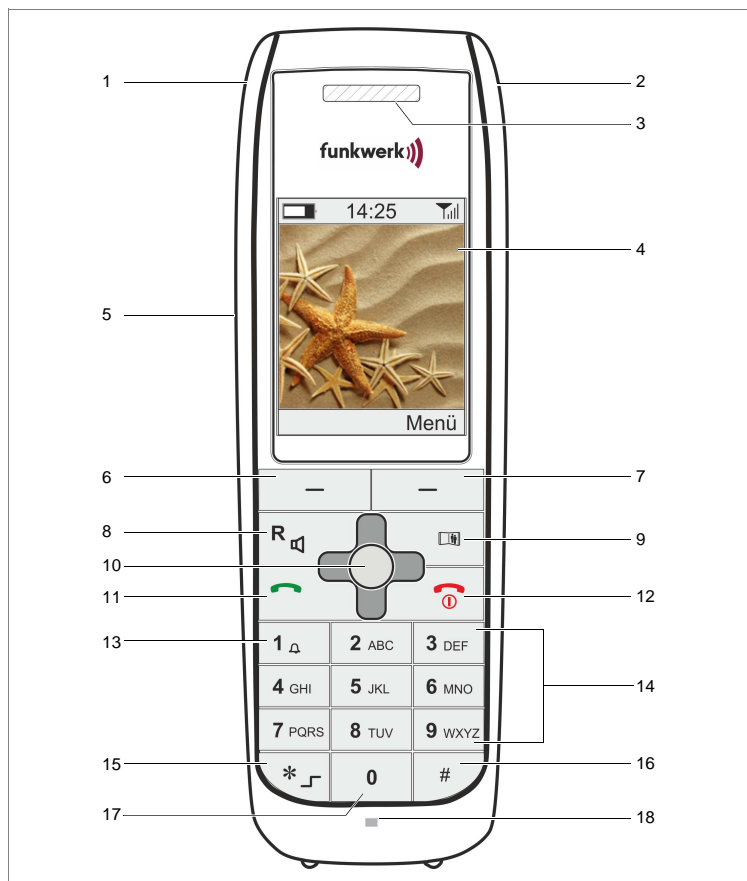 1
2
3
funkwerk
14:25
4
5
Menü
6
7
8
R
9
10
11
12
13
1
2 ABC
3 DEF
4 GHI
5 JKL
6 MNO
14
7 PQRS
8 TUV
9 WXYZ
15
*
0
#
16
17
18